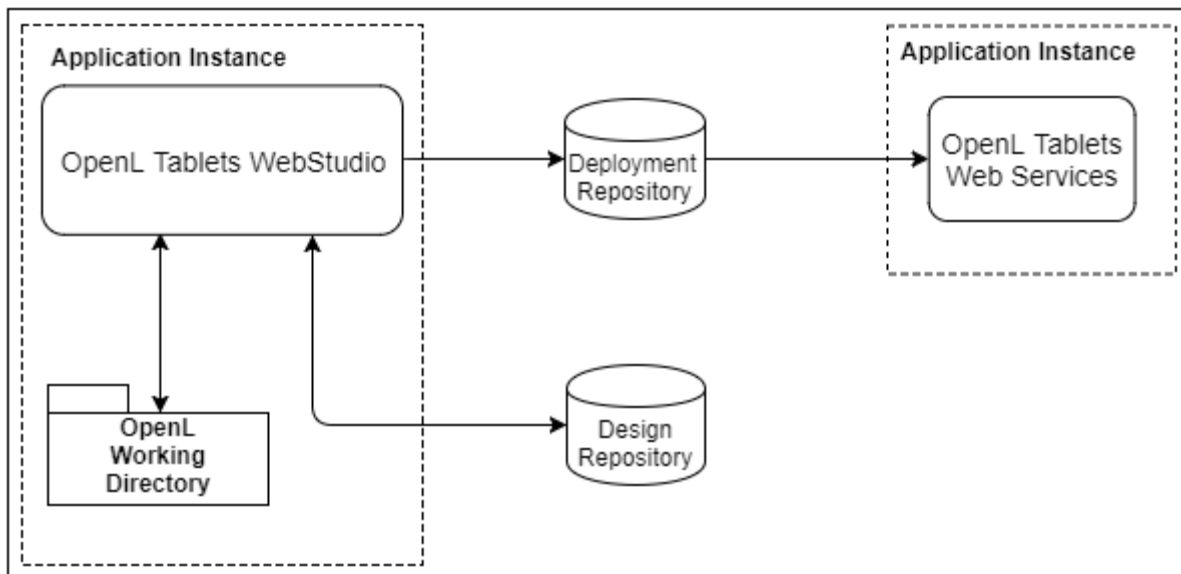 Application Instance
OpenL Tablets WebStudio
Deployment
Repository
Application Instance
OpenL Tablets
Web Services
OpenL
Working
Directory
Design
Repository